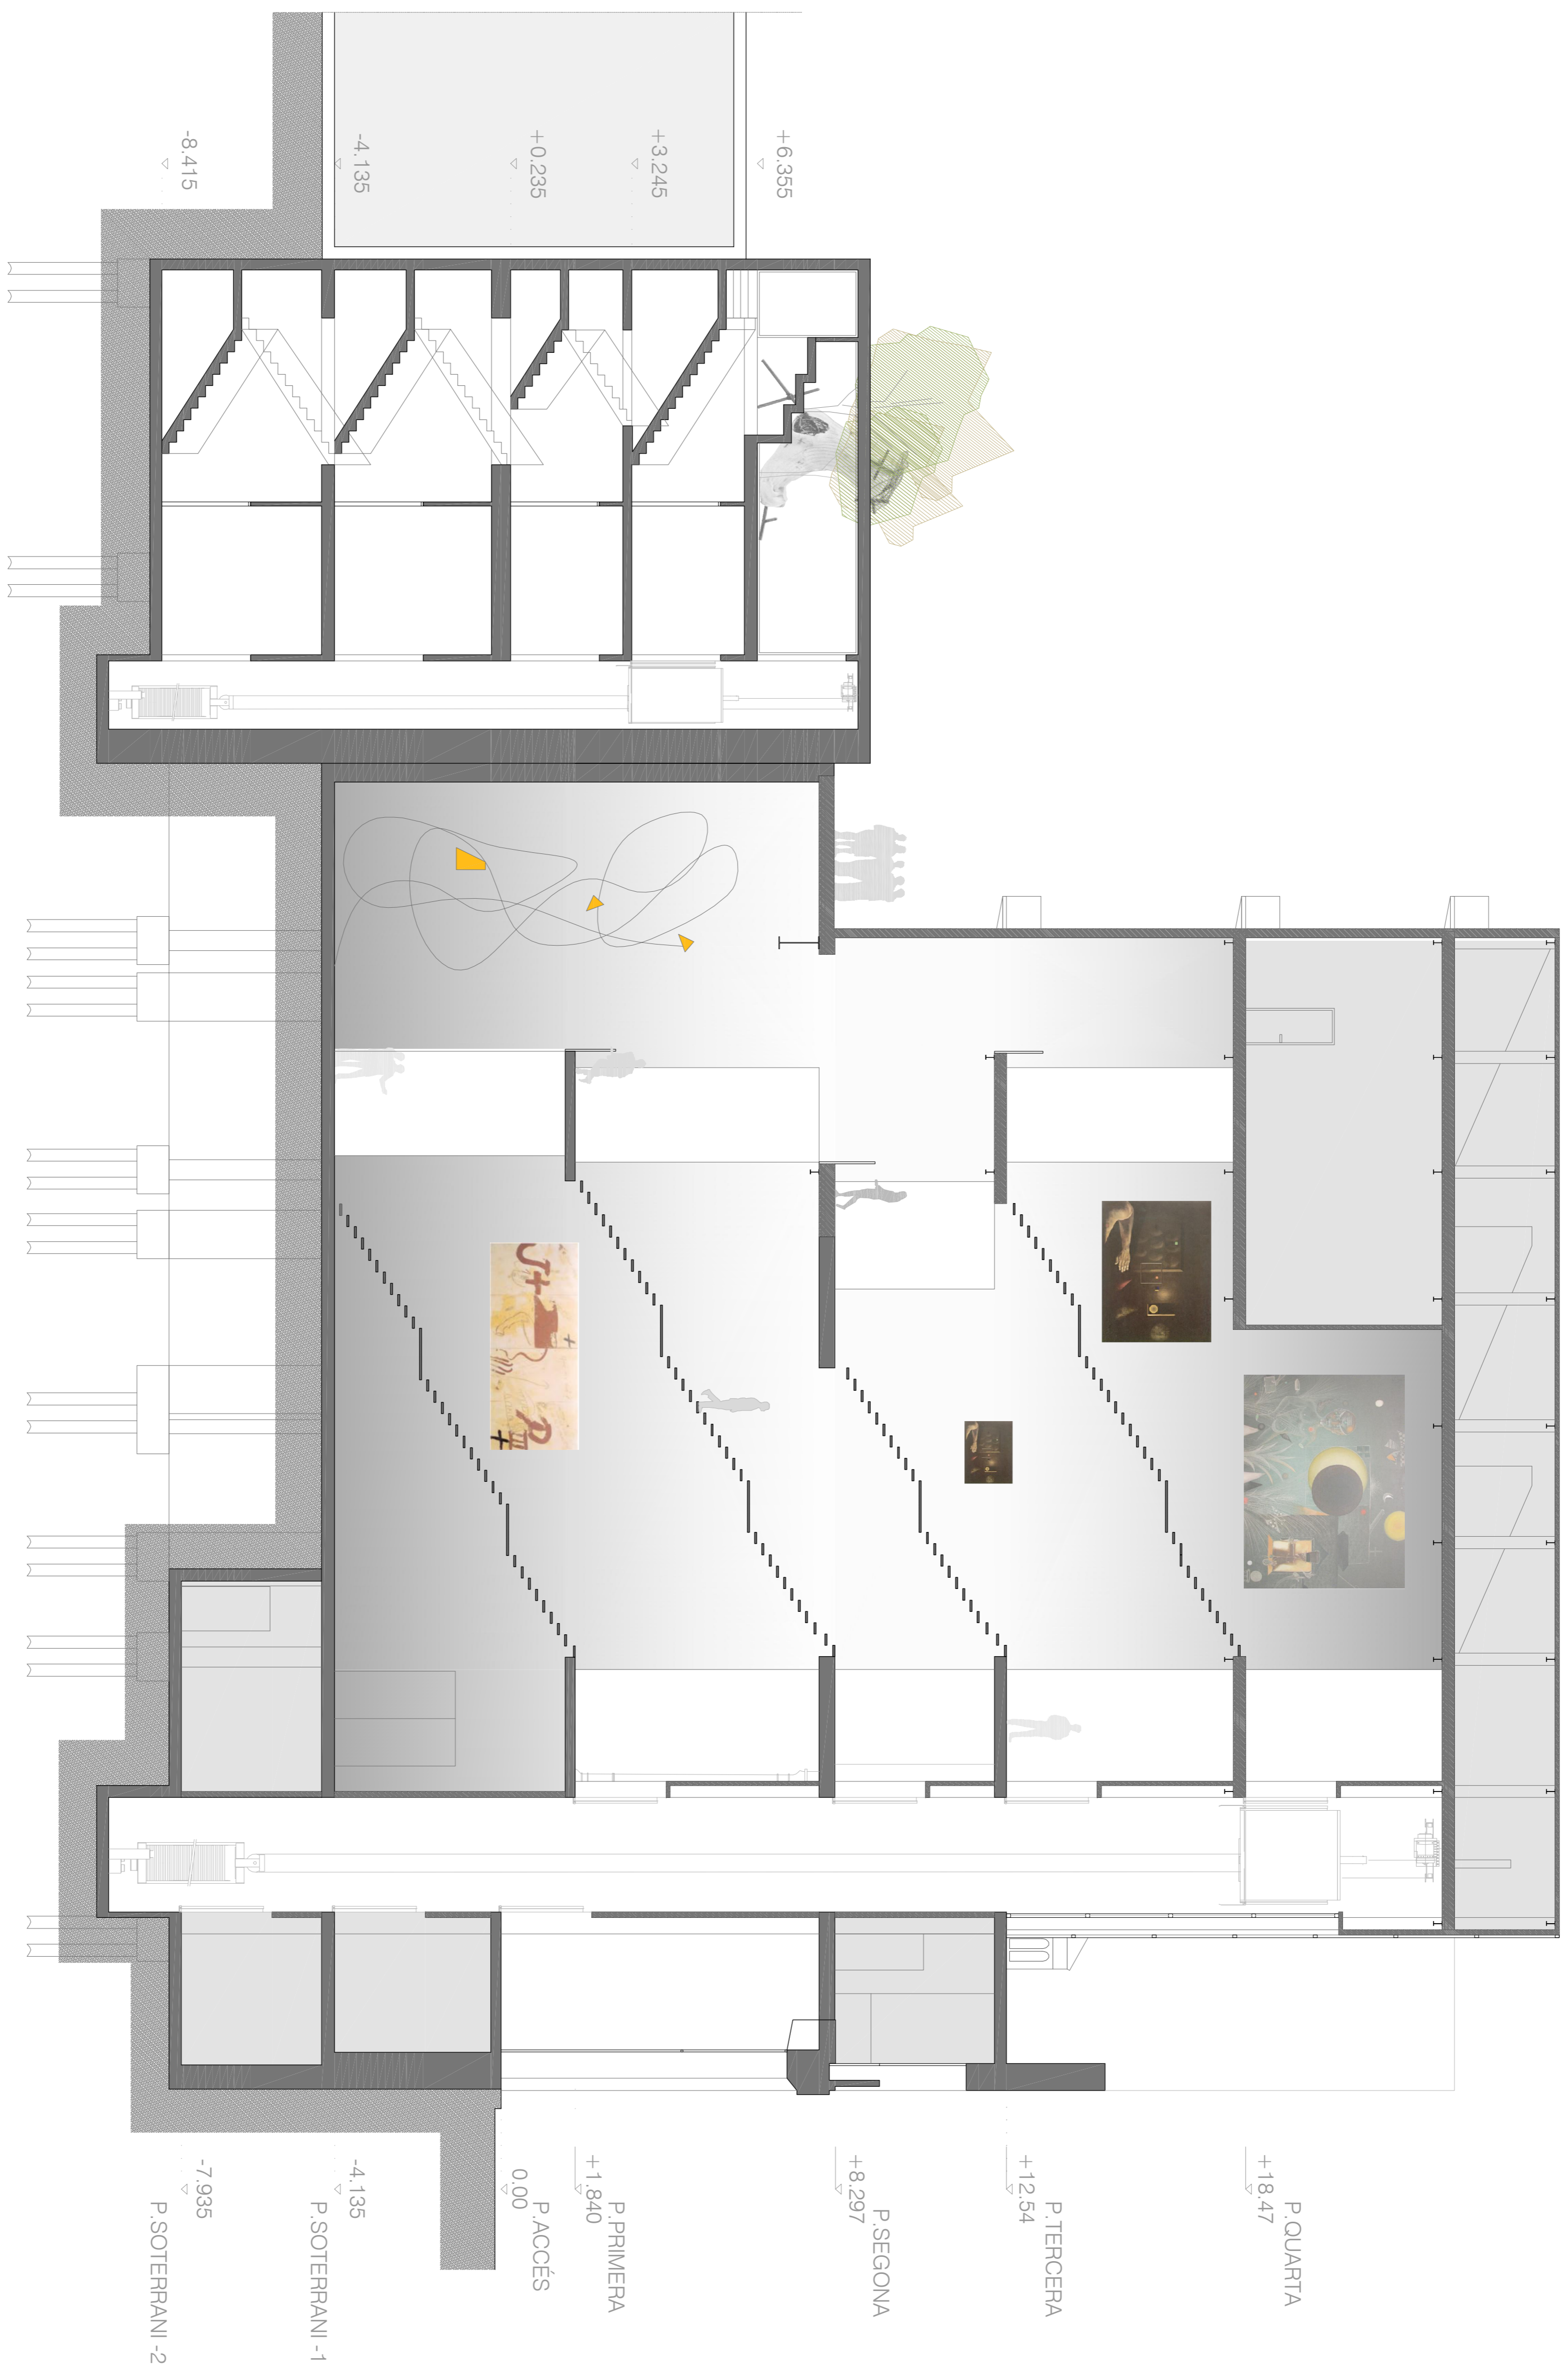 +6.355
+3.245
+0.235
-4.135
-8.415
P.QUARTA
+18.47
P.TERCERA
+12.54
P.SEGONA
+8.297
P.PRIMERA
+1.840
P.ACCÉS
0.00
-4.135
P.SOTERRANI -1
-7.935
P.SOTERRANI -2